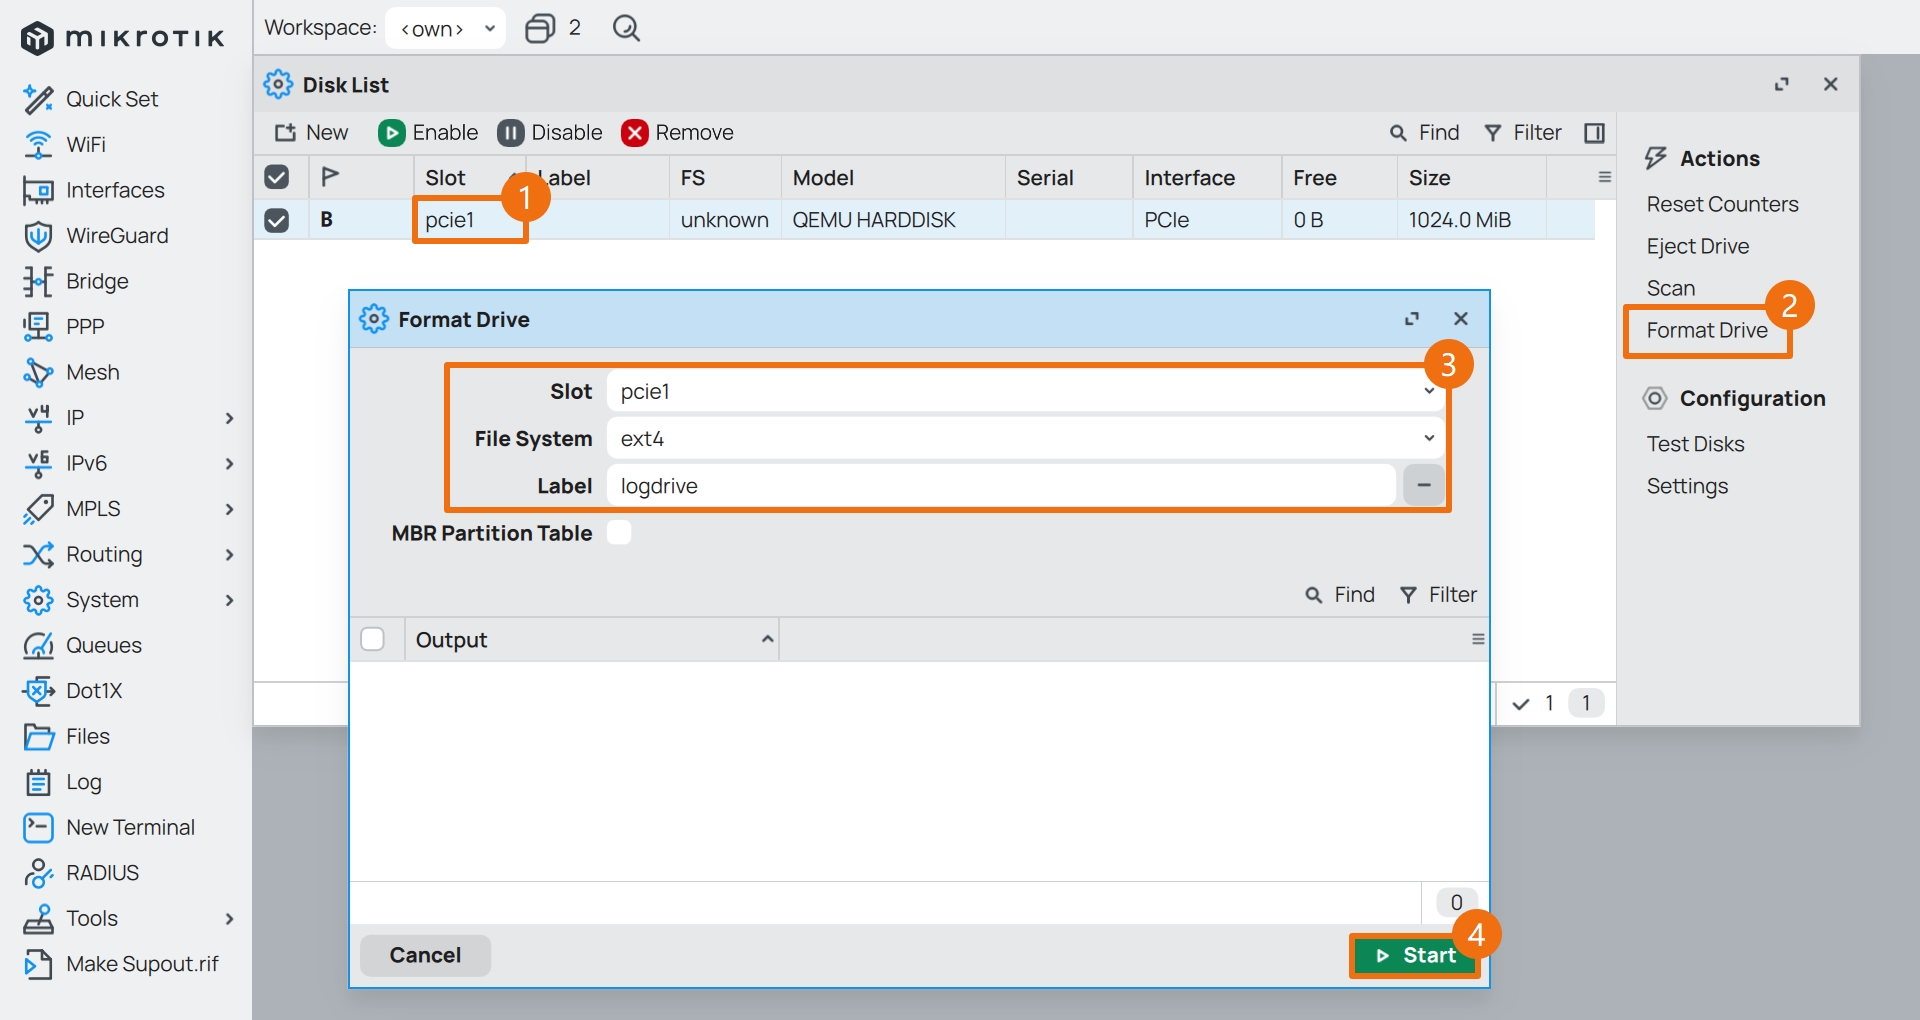 mikrotik
Workspace: <own> 2
Quick Set
WiFi
Interfaces
WireGuard
Bridge
PPP
Mesh
IP
IPv6
MPLS
Routing
System
Queues
Dot1X
Files
Log
New Terminal
RADIUS
Tools
Make Supout.rif
Disk List
New Enable Disable Remove Find Filter
Slot Label FS Model Serial Interface Free Size
B pcie1 unknown QEMU HARDDISK PCIe 0 B 1024.0 MiB
1
Actions
Reset Counters
Eject Drive
Scan
Format Drive
2
Configuration
Test Disks
Settings
1 1
Format Drive
3
Slot pcie1
File System ext4
Label logdrive
MBR Partition Table
Find Filter
Output
0
Cancel Start
4